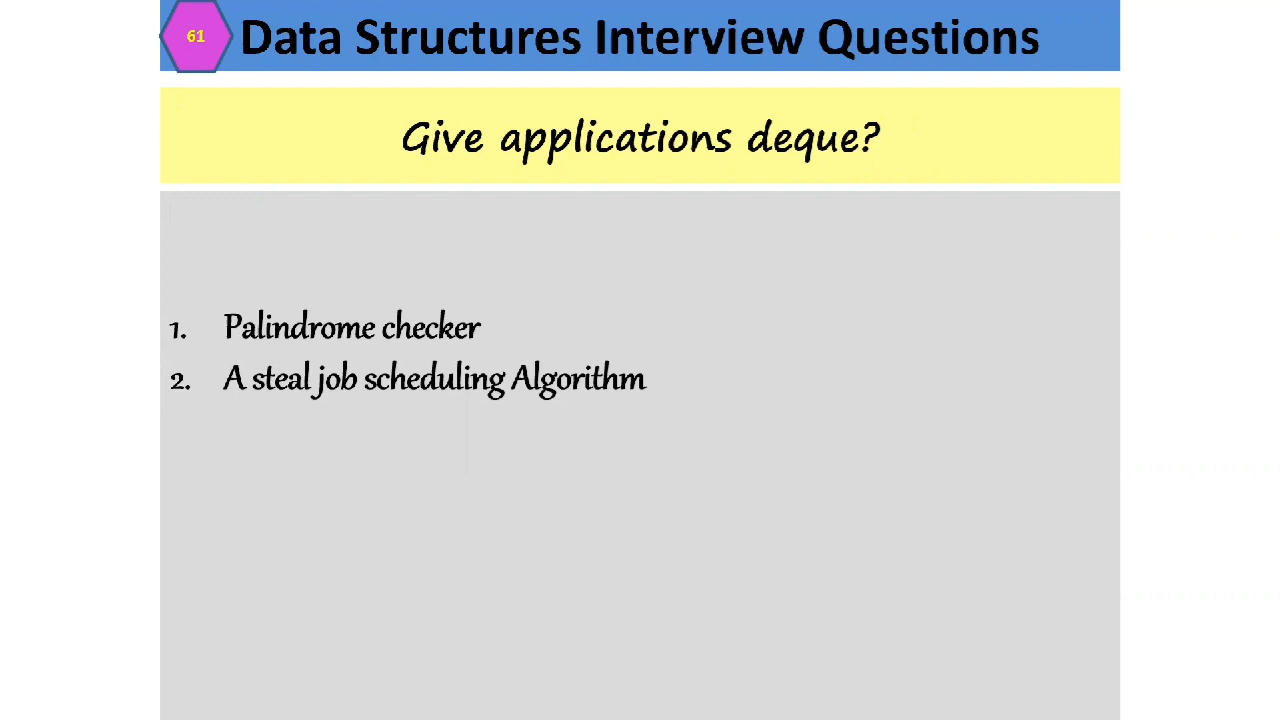 61
Data Structures Interview Questions
Give applications deque?
1. Palindrome checker
2. A steal job scheduling Algorithm